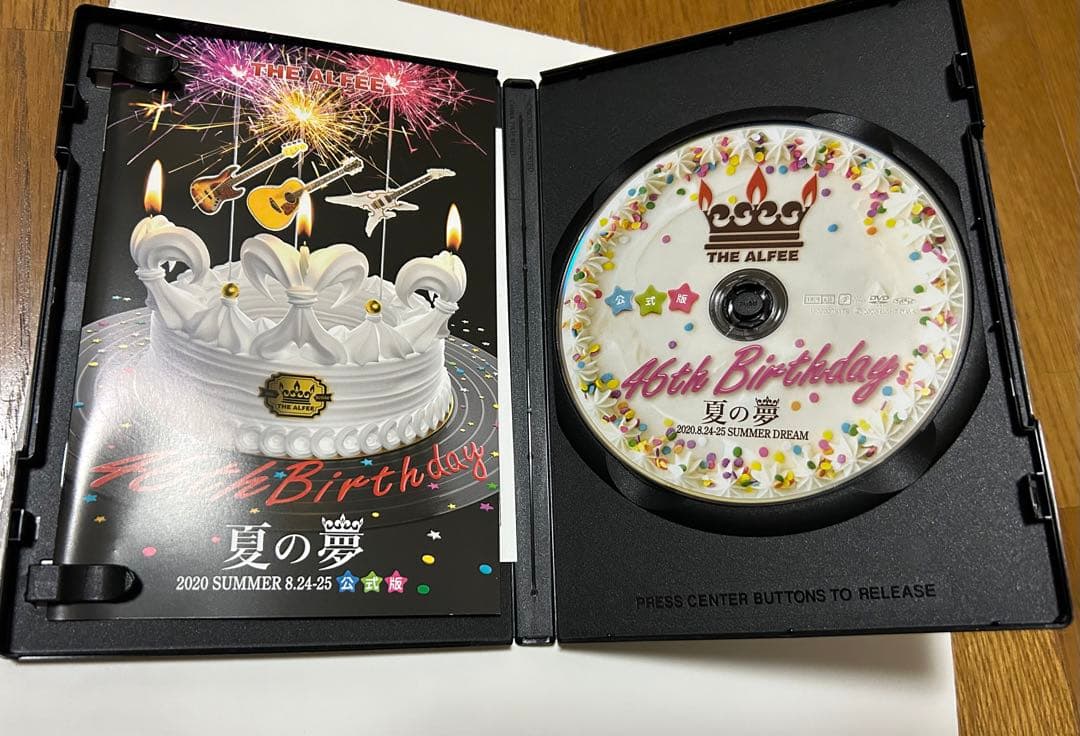 THE ALFEE
THE ALFEE
46th Birthday
夏の夢
2020 SUMMER 8.24-25 公式版
THE ALFEE
公式版
DVD
46th Birthday
夏の夢
2020.8.24-25 SUMMER DREAM
PRESS CENTER BUTTONS TO RELEASE